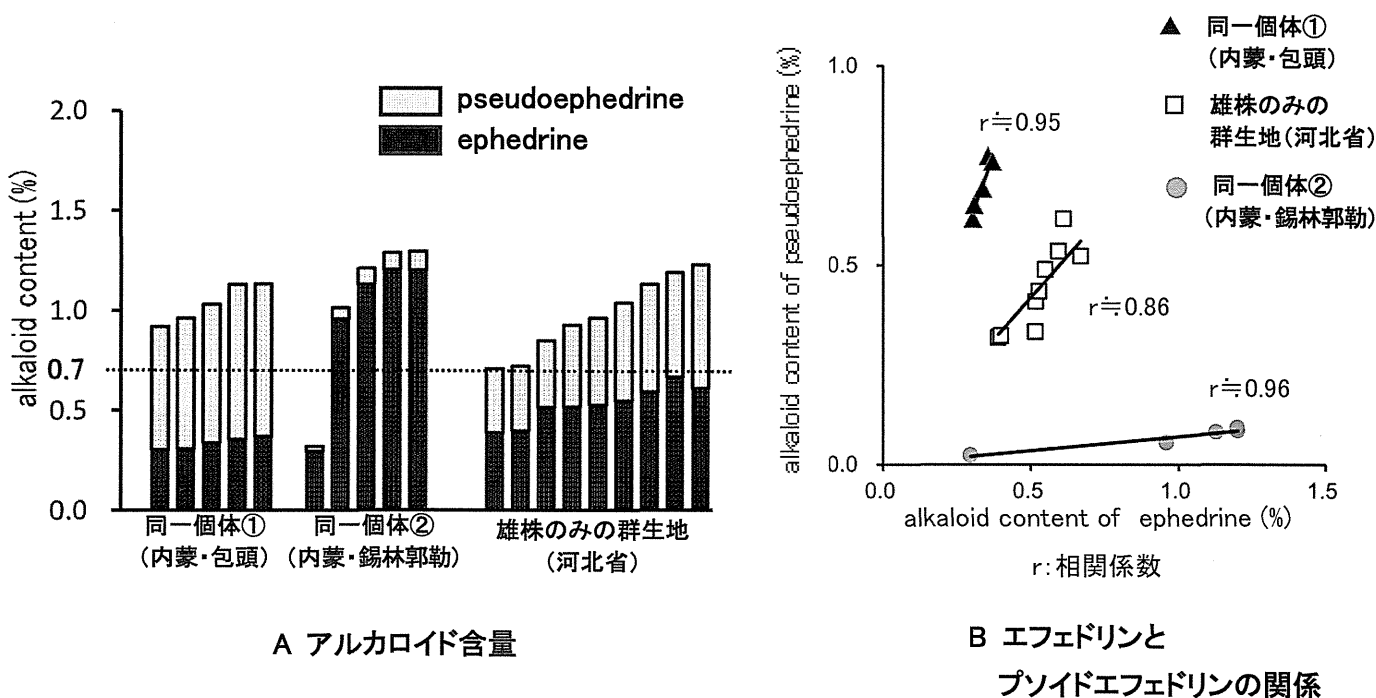 pseudoephedrine
ephedrine
alkaloid content (%)
2.0
1.5
1.0
0.7
0.5
0.0
同一個体①
(内蒙・包頭)
同一個体②
(内蒙・錫林郭勒)
雄株のみの群生地
(河北省)
A アルカロイド含量
▲ 同一個体①
(内蒙・包頭)
□ 雄株のみの
群生地(河北省)
同一個体②
(内蒙・錫林郭勒)
alkaloid content of pseudoephedrine (%)
1.0
0.5
0.0
r≒0.95
r≒0.86
r≒0.96
0.0 0.5 1.0 1.5
alkaloid content of ephedrine (%)
r:相関係数
B エフェドリンと
プソイドエフェドリンの関係